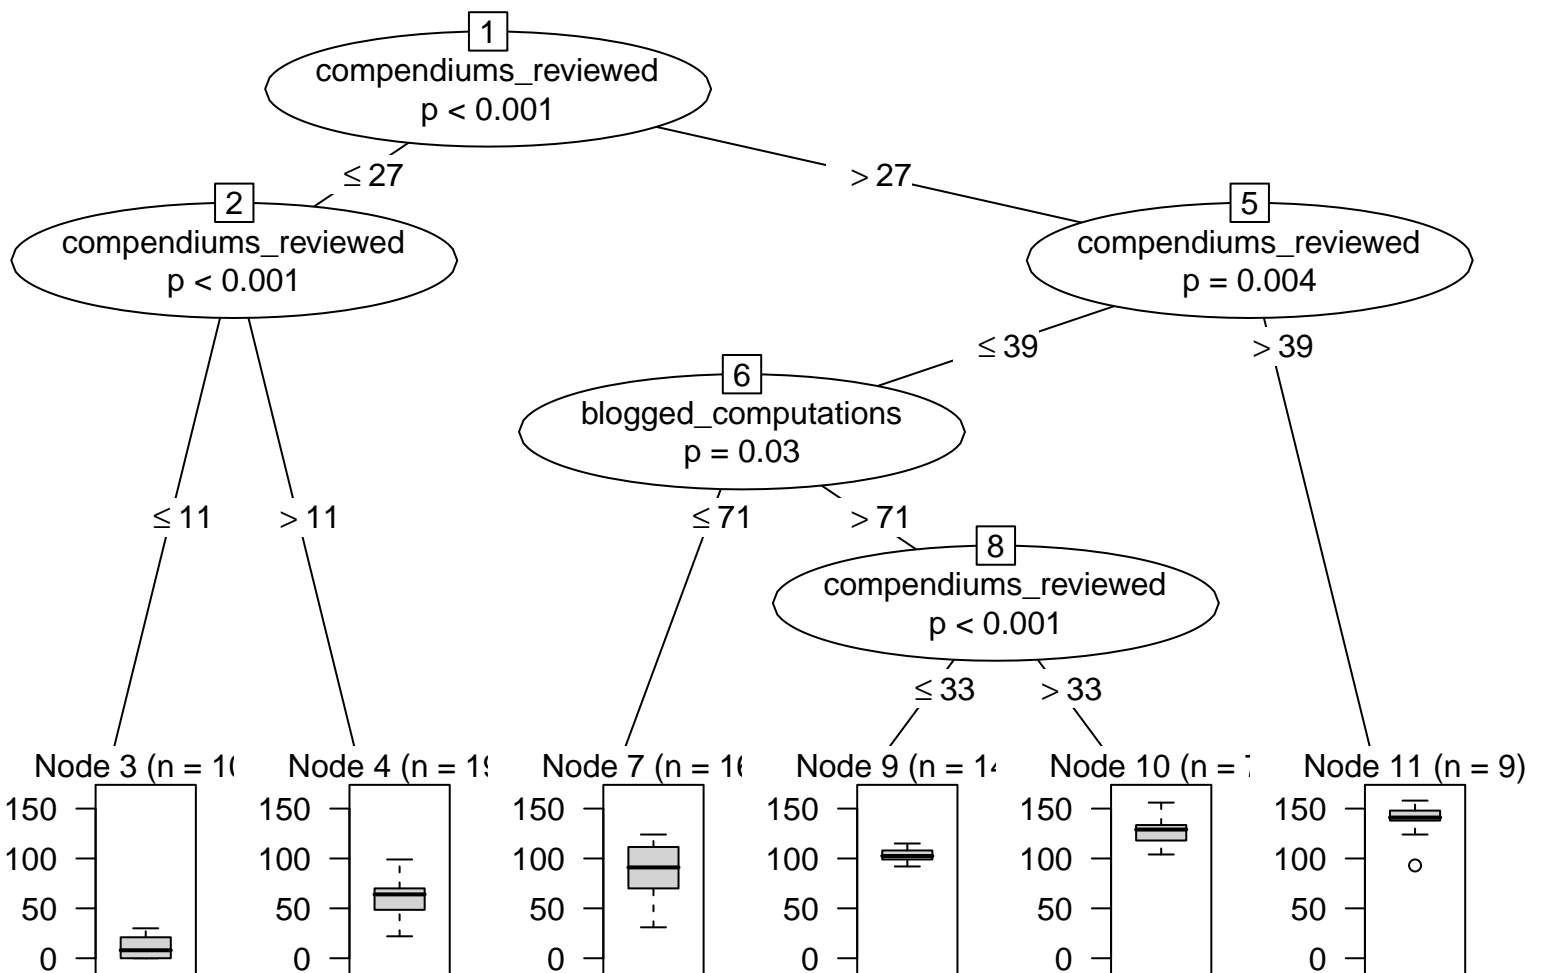 1
compendiums_reviewed
p < 0.001
≤ 27
> 27
2
compendiums_reviewed
p < 0.001
5
compendiums_reviewed
p = 0.004
≤ 39
> 39
6
blogged_computations
p = 0.03
≤ 11
> 11
≤ 71
> 71
8
compendiums_reviewed
p < 0.001
≤ 33
> 33
Node 3 (n = 
Node 4 (n = 
Node 7 (n = 
Node 9 (n = 
Node 10 (n = 
Node 11 (n = 9)
150
100
50
0
150
100
50
0
150
100
50
0
150
100
50
0
150
100
50
0
150
100
50
0